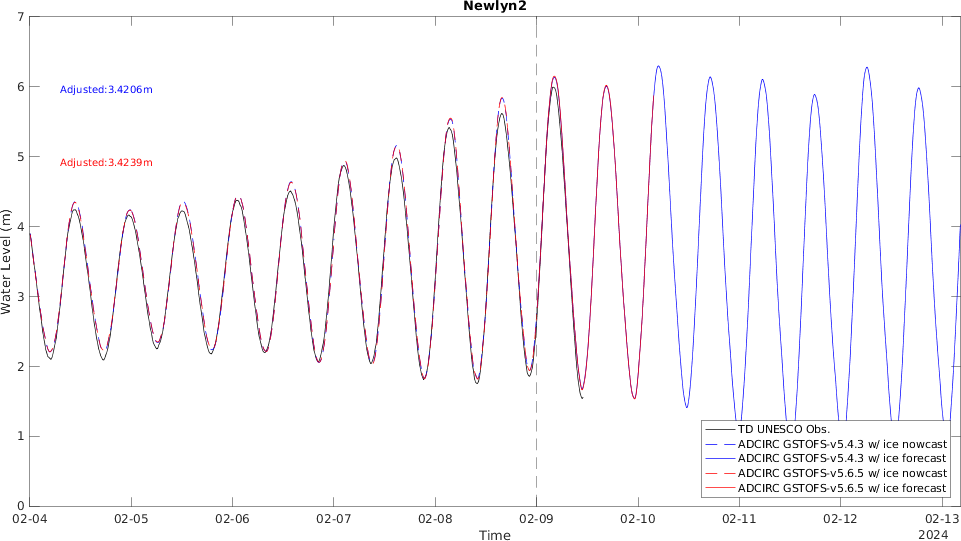 Newlyn2
7
6
5
4
3
2
1
0
Water Level (m)
Adjusted:3.4206m
Adjusted:3.4239m
TD UNESCO Obs.
ADCIRC GSTOFS-v5.4.3 w/ ice nowcast
ADCIRC GSTOFS-v5.4.3 w/ ice forecast
ADCIRC GSTOFS-v5.6.5 w/ ice nowcast
ADCIRC GSTOFS-v5.6.5 w/ ice forecast
02-04 02-05 02-06 02-07 02-08 02-09 02-10 02-11 02-12 02-13
Time
2024